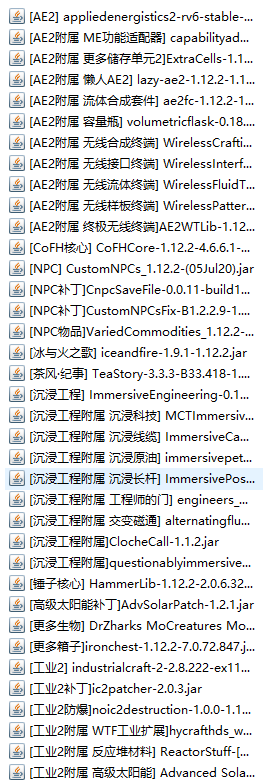 [AE2] appliedenergistics2-rv6-stable-...
[AE2附属 ME功能适配器] capabilityad...
[AE2附属 更多储存单元2]ExtraCells-1.1...
[AE2附属 懒人AE2] lazy-ae2-1.12.2-1.1...
[AE2附属 流体合成套件] ae2fc-1.12.2-1...
[AE2附属 容量瓶] volumetricflask-0.18....
[AE2附属 无线合成终端] WirelessCrafti...
[AE2附属 无线接口终端] WirelessInterf...
[AE2附属 无线流体终端] WirelessFluidT...
[AE2附属 无线样板终端] WirelessPatter...
[AE2附属 终极无线终端]AE2WTLib-1.12...
[CoFH核心] CoFHCore-1.12.2-4.6.6.1-...
[NPC] CustomNPCs_1.12.2-(05Jul20).jar
[NPC补丁]CnpcSaveFile-0.0.11-build1...
[NPC补丁]CustomNPCsFix-B1.2.2.9-1....
[NPC物品]VariedCommodities_1.12.2-...
[冰与火之歌] iceandfire-1.9.1-1.12.2.jar
[茶风·纪事] TeaStory-3.3.3-B33.418-1....
[沉浸工程] ImmersiveEngineering-0.1...
[沉浸工程附属 沉浸科技] MCTImmersiv...
[沉浸工程附属 沉浸线缆] ImmersiveCa...
[沉浸工程附属 沉浸原油] immersivepet...
[沉浸工程附属 沉浸长杆] ImmersivePos...
[沉浸工程附属 工程师的门] engineers_...
[沉浸工程附属 交变磁通] alternatingflu...
[沉浸工程附属]ClocheCall-1.1.2.jar
[沉浸工程附属]questionablyimmersive...
[锤子核心] HammerLib-1.12.2-2.0.6.32...
[高级太阳能补丁]AdvSolarPatch-1.2.1.jar
[更多生物] DrZharks MoCreatures Mo...
[更多箱子]ironchest-1.12.2-7.0.72.847.j...
[工业2] industrialcraft-2-2.8.222-ex11...
[工业2补丁]ic2patcher-2.0.3.jar
[工业2防爆]noic2destruction-1.0.0-1.1...
[工业2附属 WTF工业扩展]hycrafthds_w...
[工业2附属 反应堆材料] ReactorStuff-[...
[工业2附属 高级太阳能] Advanced Sola...